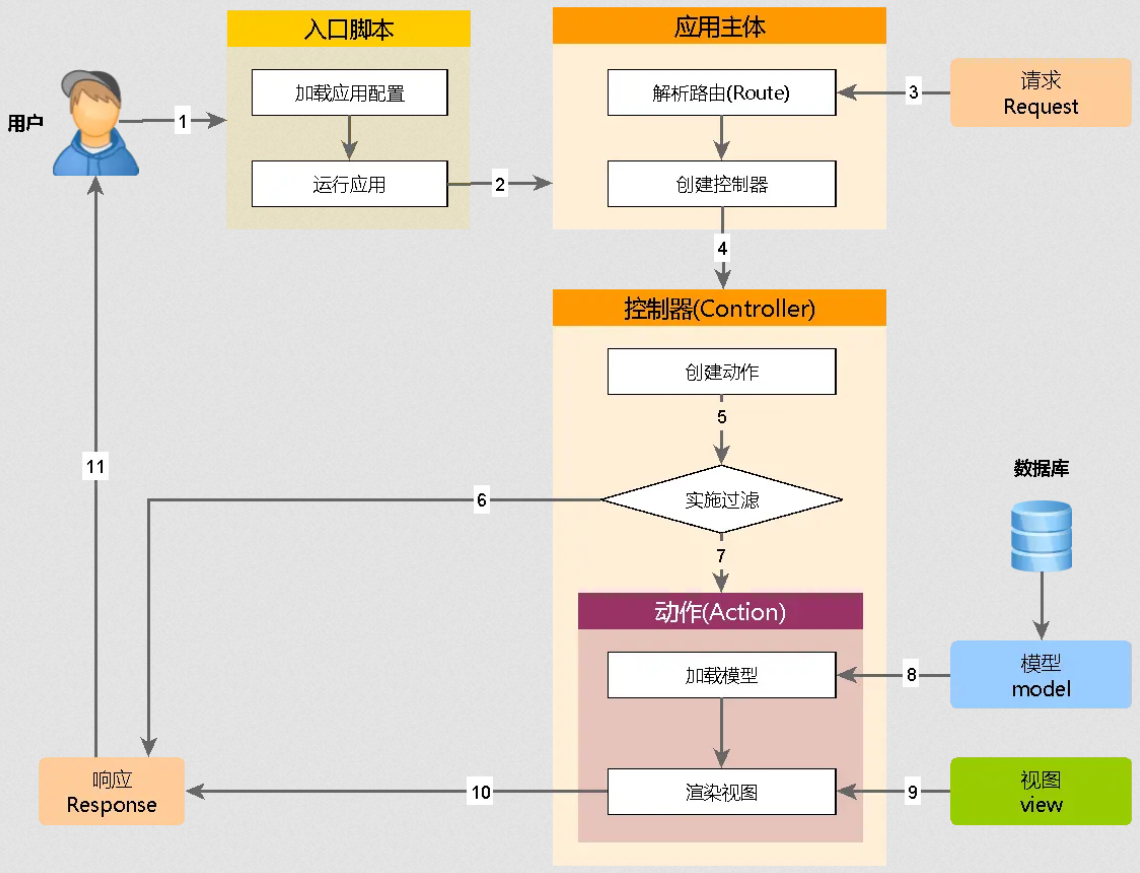 入口脚本
应用主体
加载应用配置
解析路由(Route)
3
请求
Request
用户
1
运行应用
2
创建控制器
4
控制器(Controller)
创建动作
5
11
数据库
6
实施过滤
7
动作(Action)
加载模型
8
模型
model
响应
Response
10
渲染视图
9
视图
view